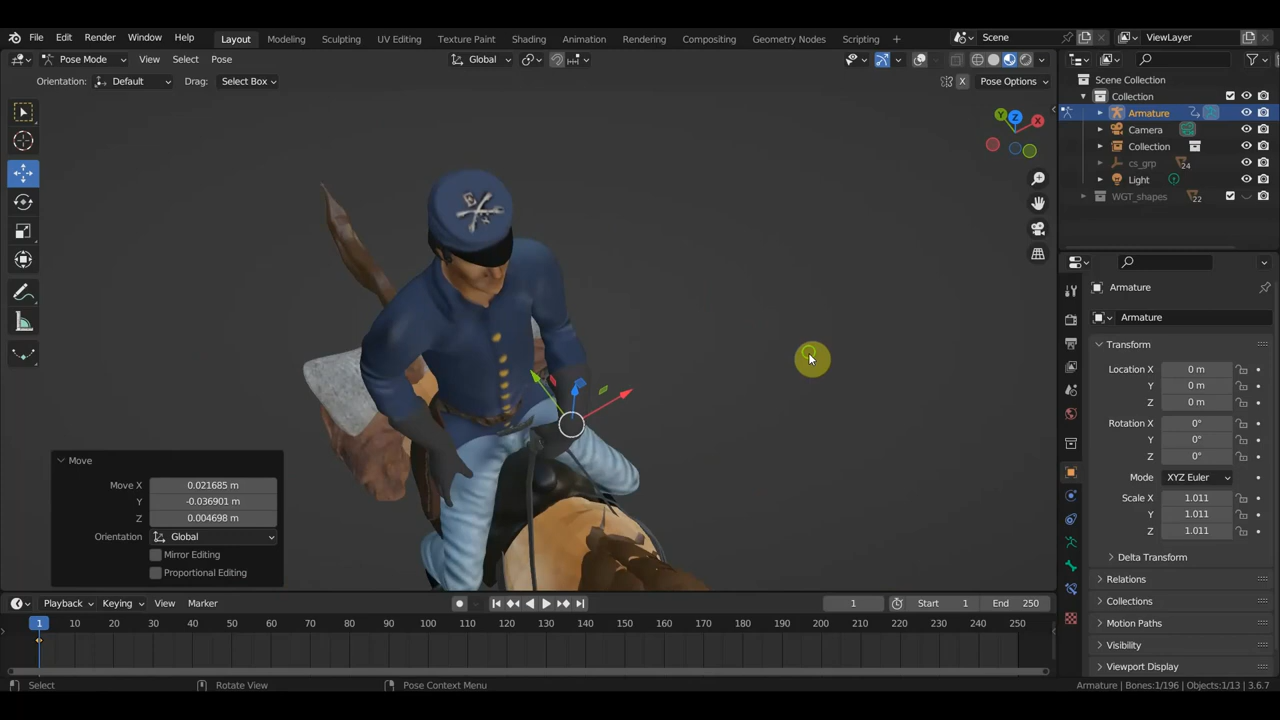 File Edit Render Window Help Layout Modeling Sculpting UV Editing Texture Paint Shading Animation Rendering Compositing Geometry Nodes Scripting + Scene ViewLayer
Pose Mode View Select Pose Global
Orientation: Default Drag: Select Box X Pose Options
Scene Collection
Collection
Armature
Camera
Collection
cs_grp 24
Light
WGT_shapes 22
Y Z X
E
Armature
Armature
Transform
Location X 0 m
Y 0 m
Z 0 m
Rotation X 0°
Y 0°
Z 0°
Mode XYZ Euler
Scale X 1.011
Y 1.011
Z 1.011
Delta Transform
Relations
Collections
Motion Paths
Visibility
Viewport Display
Move
Move X 0.021685 m
Y -0.036901 m
Z 0.004698 m
Orientation Global
Mirror Editing
Proportional Editing
Playback Keying View Marker 1 Start 1 End 250
1 10 20 30 40 50 60 70 80 90 100 110 120 130 140 150 160 170 180 190 200 210 220 230 240 250
Select Rotate View Pose Context Menu Armature | Bones:1/196 | Objects:1/13 | 3.6.7